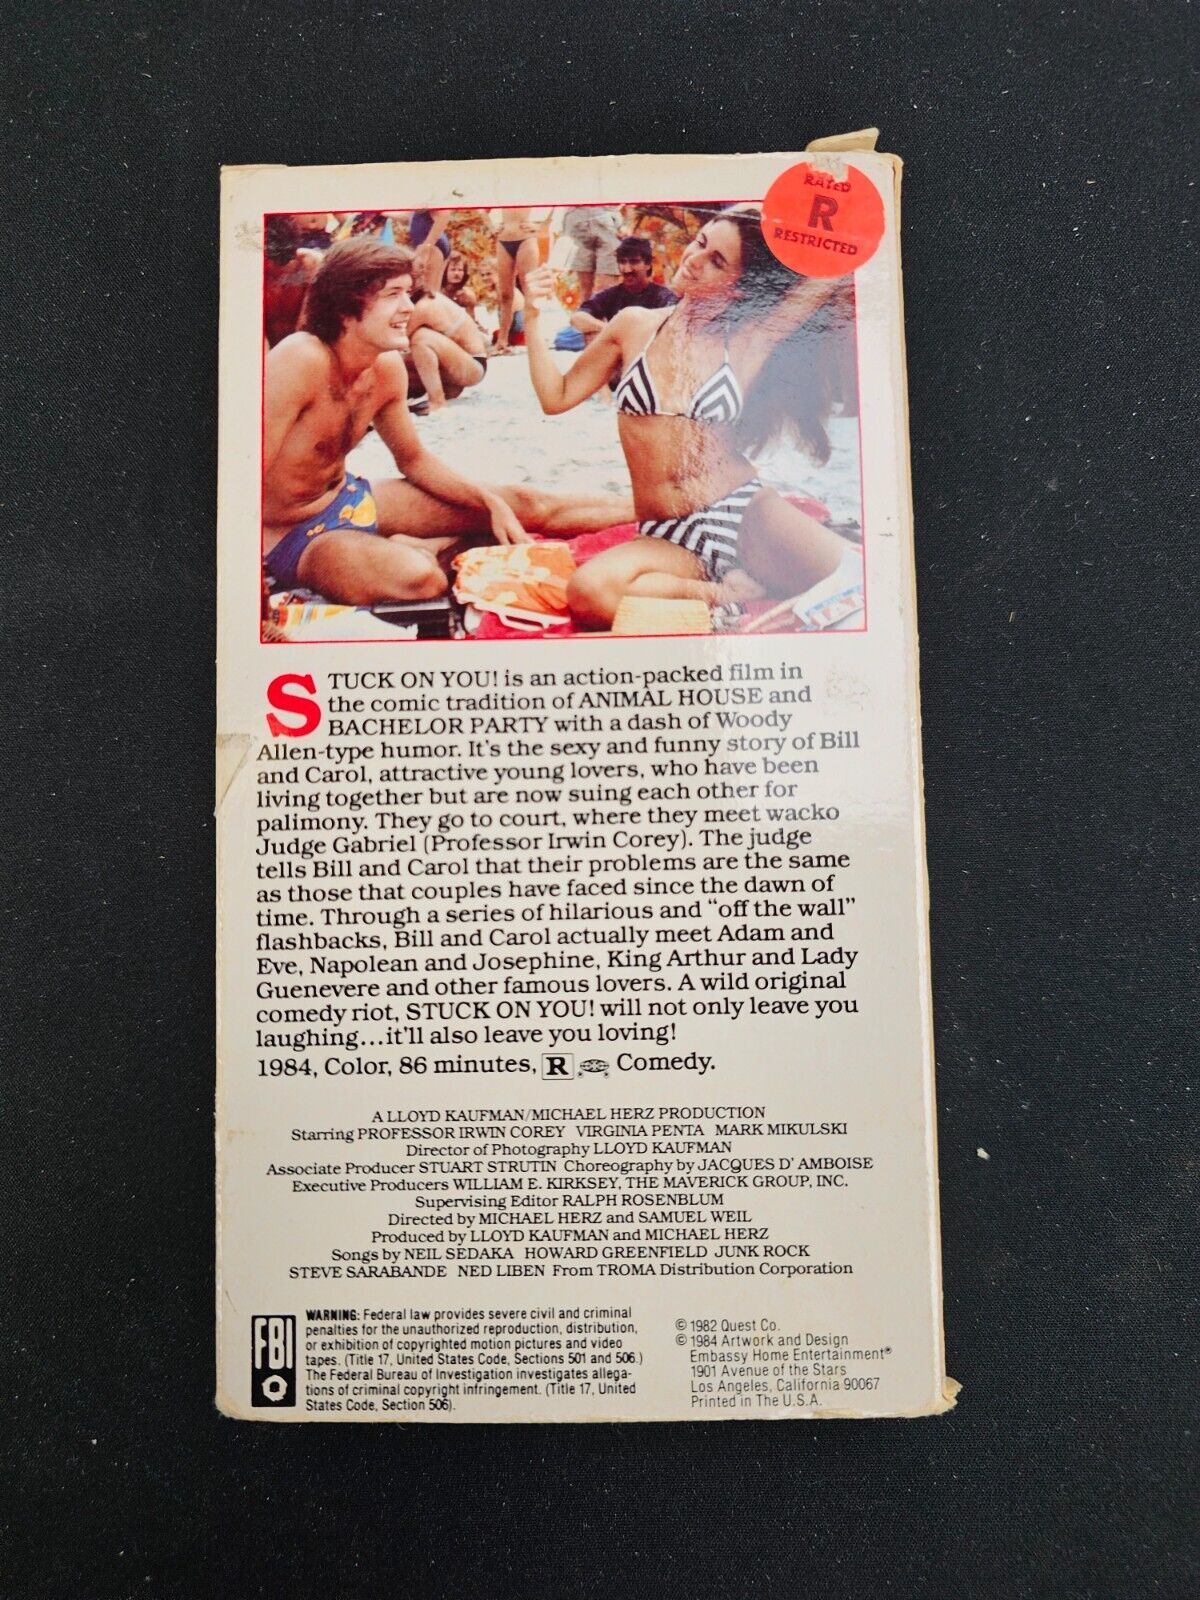 RATED
R
RESTRICTED
STUCK ON YOU! is an action-packed film in
the comic tradition of ANIMAL HOUSE and
BACHELOR PARTY with a dash of Woody
Allen-type humor. It's the sexy and funny story of Bill
and Carol, attractive young lovers, who have been
living together but are now suing each other for
palimony. They go to court, where they meet wacko
Judge Gabriel (Professor Irwin Corey). The judge
tells Bill and Carol that their problems are the same
as those that couples have faced since the dawn of
time. Through a series of hilarious and "off the wall"
flashbacks, Bill and Carol actually meet Adam and
Eve, Napolean and Josephine, King Arthur and Lady
Guenevere and other famous lovers. A wild original
comedy riot, STUCK ON YOU! will not only leave you
laughing...it'll also leave you loving!
1984, Color, 86 minutes, R Comedy.
A LLOYD KAUFMAN/MICHAEL HERZ PRODUCTION
Starring PROFESSOR IRWIN COREY VIRGINIA PENTA MARK MIKULSKI
Director of Photography LLOYD KAUFMAN
Associate Producer STUART STRUTIN Choreography by JACQUES D' AMBOISE
Executive Producers WILLIAM E. KIRKSEY, THE MAVERICK GROUP, INC.
Supervising Editor RALPH ROSENBLUM
Directed by MICHAEL HERZ and SAMUEL WEIL
Produced by LLOYD KAUFMAN and MICHAEL HERZ
Songs by NEIL SEDAKA HOWARD GREENFIELD JUNK ROCK
STEVE SARABANDE NED LIBEN From TROMA Distribution Corporation
FBI
WARNING: Federal law provides severe civil and criminal
penalties for the unauthorized reproduction, distribution,
or exhibition of copyrighted motion pictures and video
tapes. (Title 17, United States Code, Sections 501 and 506.)
The Federal Bureau of Investigation investigates allega-
tions of criminal copyright infringement. (Title 17, United
States Code, Section 506).
© 1982 Quest Co.
© 1984 Artwork and Design
Embassy Home Entertainment®
1901 Avenue of the Stars
Los Angeles, California 90067
Printed in The U.S.A.